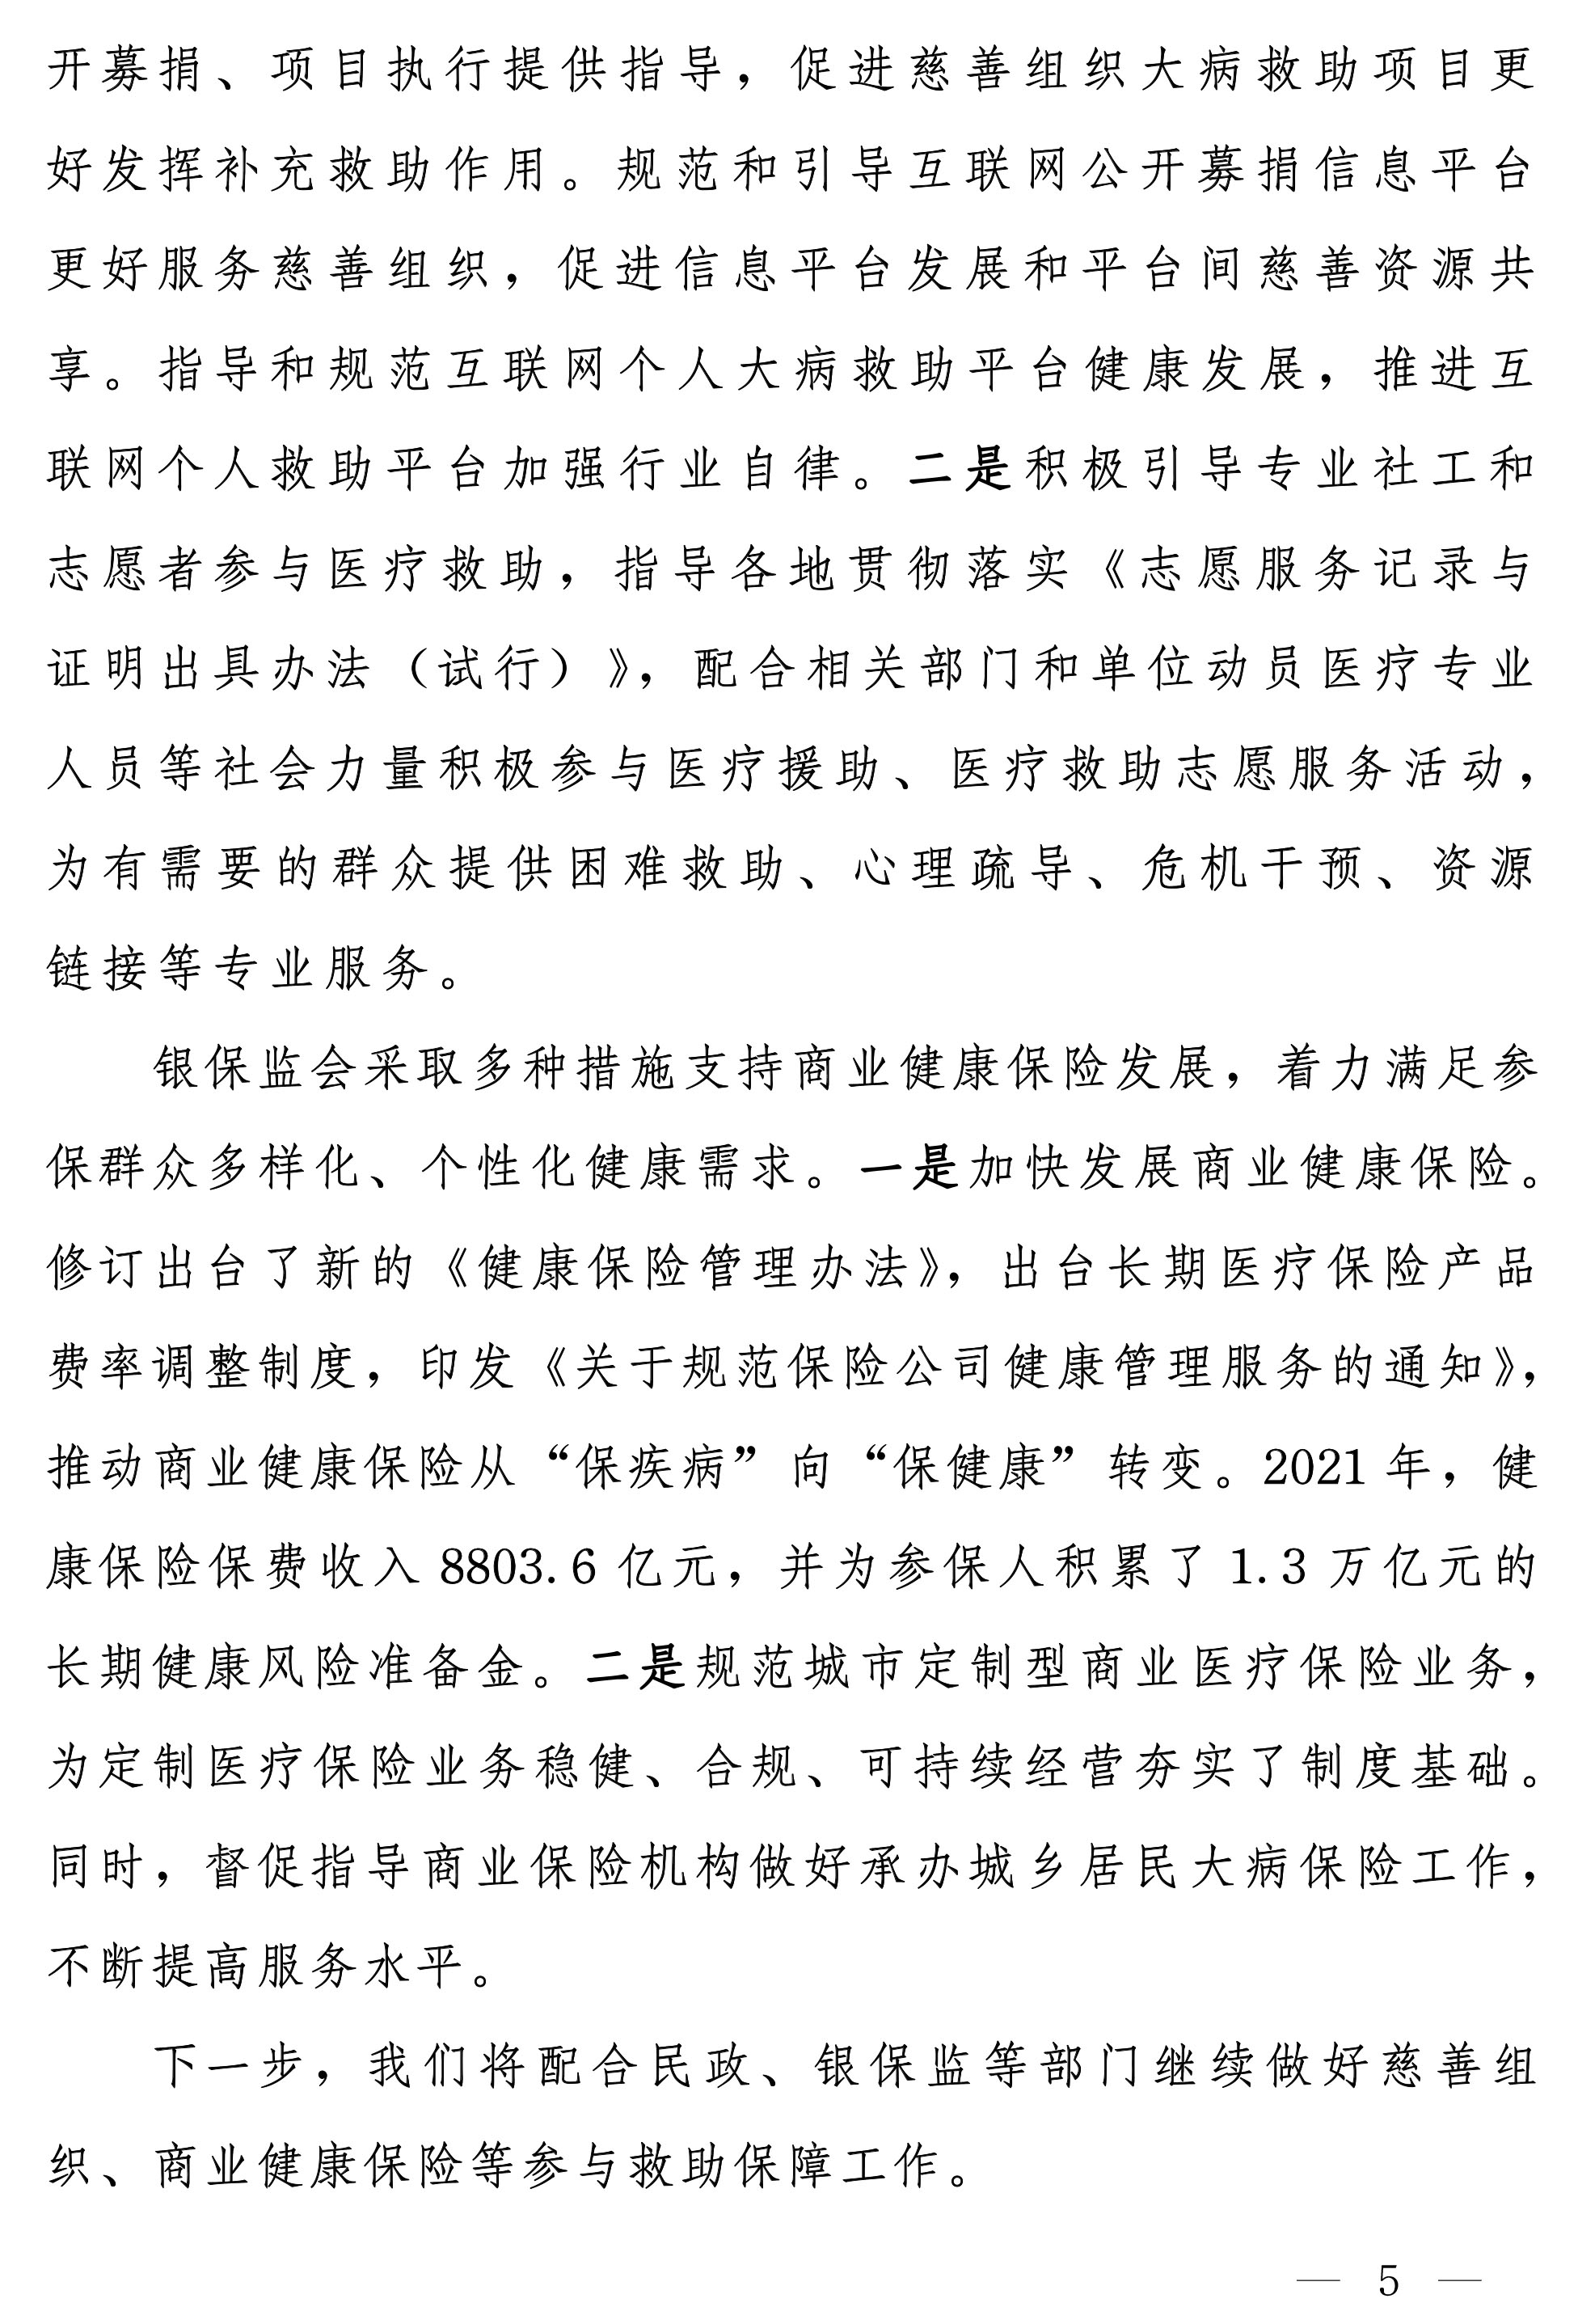 开募捐、项目执行提供指导，促进慈善组织大病救助项目更
好发挥补充救助作用。规范和引导互联网公开募捐信息平台
更好服务慈善组织，促进信息平台发展和平台间慈善资源共
享。指导和规范互联网个人大病救助平台健康发展，推进互
联网个人救助平台加强行业自律。二是积极引导专业社工和
志愿者参与医疗救助，指导各地贯彻落实《志愿服务记录与
证明出具办法（试行）》，配合相关部门和单位动员医疗专业
人员等社会力量积极参与医疗援助、医疗救助志愿服务活动，
为有需要的群众提供困难救助、心理疏导、危机干预、资源
链接等专业服务。
银保监会采取多种措施支持商业健康保险发展，着力满足参
保群众多样化、个性化健康需求。一是加快发展商业健康保险。
修订出台了新的《健康保险管理办法》，出台长期医疗保险产品
费率调整制度，印发《关于规范保险公司健康管理服务的通知》，
推动商业健康保险从“保疾病”向“保健康”转变。2021 年，健
康保险保费收入 8803.6 亿元，并为参保人积累了 1.3 万亿元的
长期健康风险准备金。二是规范城市定制型商业医疗保险业务，
为定制医疗保险业务稳健、合规、可持续经营夯实了制度基础。
同时，督促指导商业保险机构做好承办城乡居民大病保险工作，
不断提高服务水平。
下一步，我们将配合民政、银保监等部门继续做好慈善组
织、商业健康保险等参与救助保障工作。
— 5 —